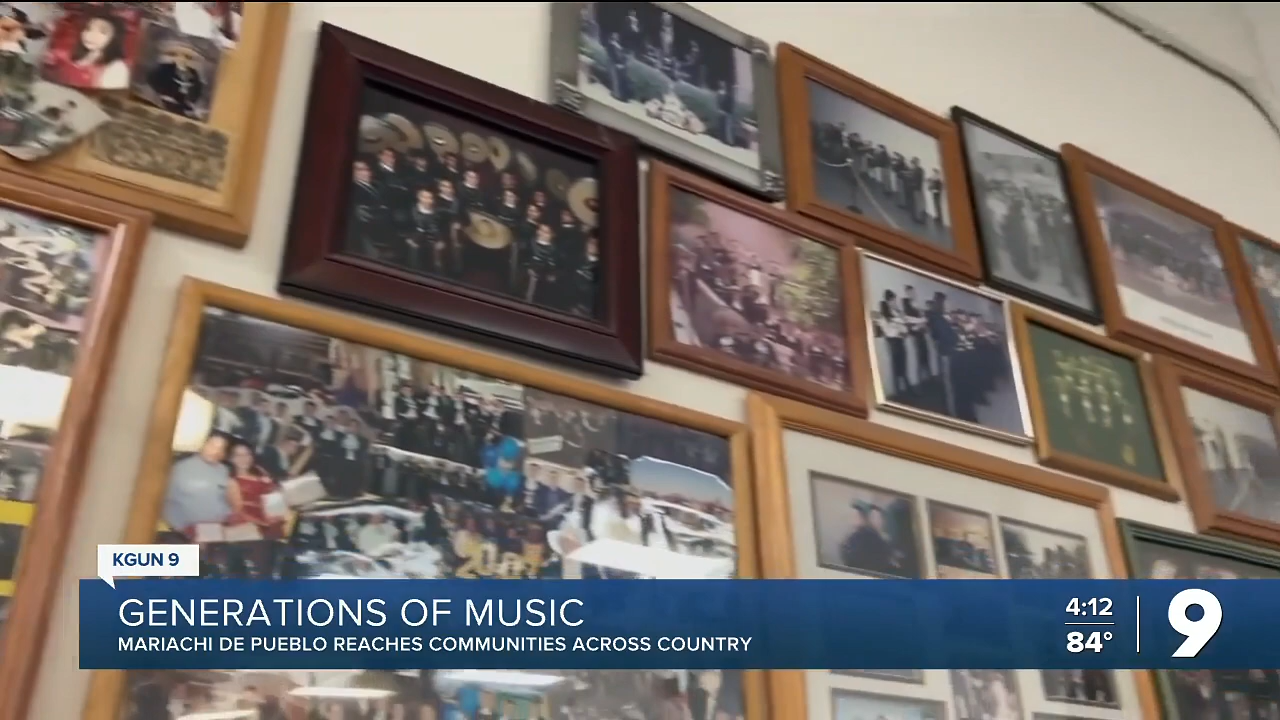 KGUN 9
GENERATIONS OF MUSIC
MARIACHI DE PUEBLO REACHES COMMUNITIES ACROSS COUNTRY
4:12
84°
9